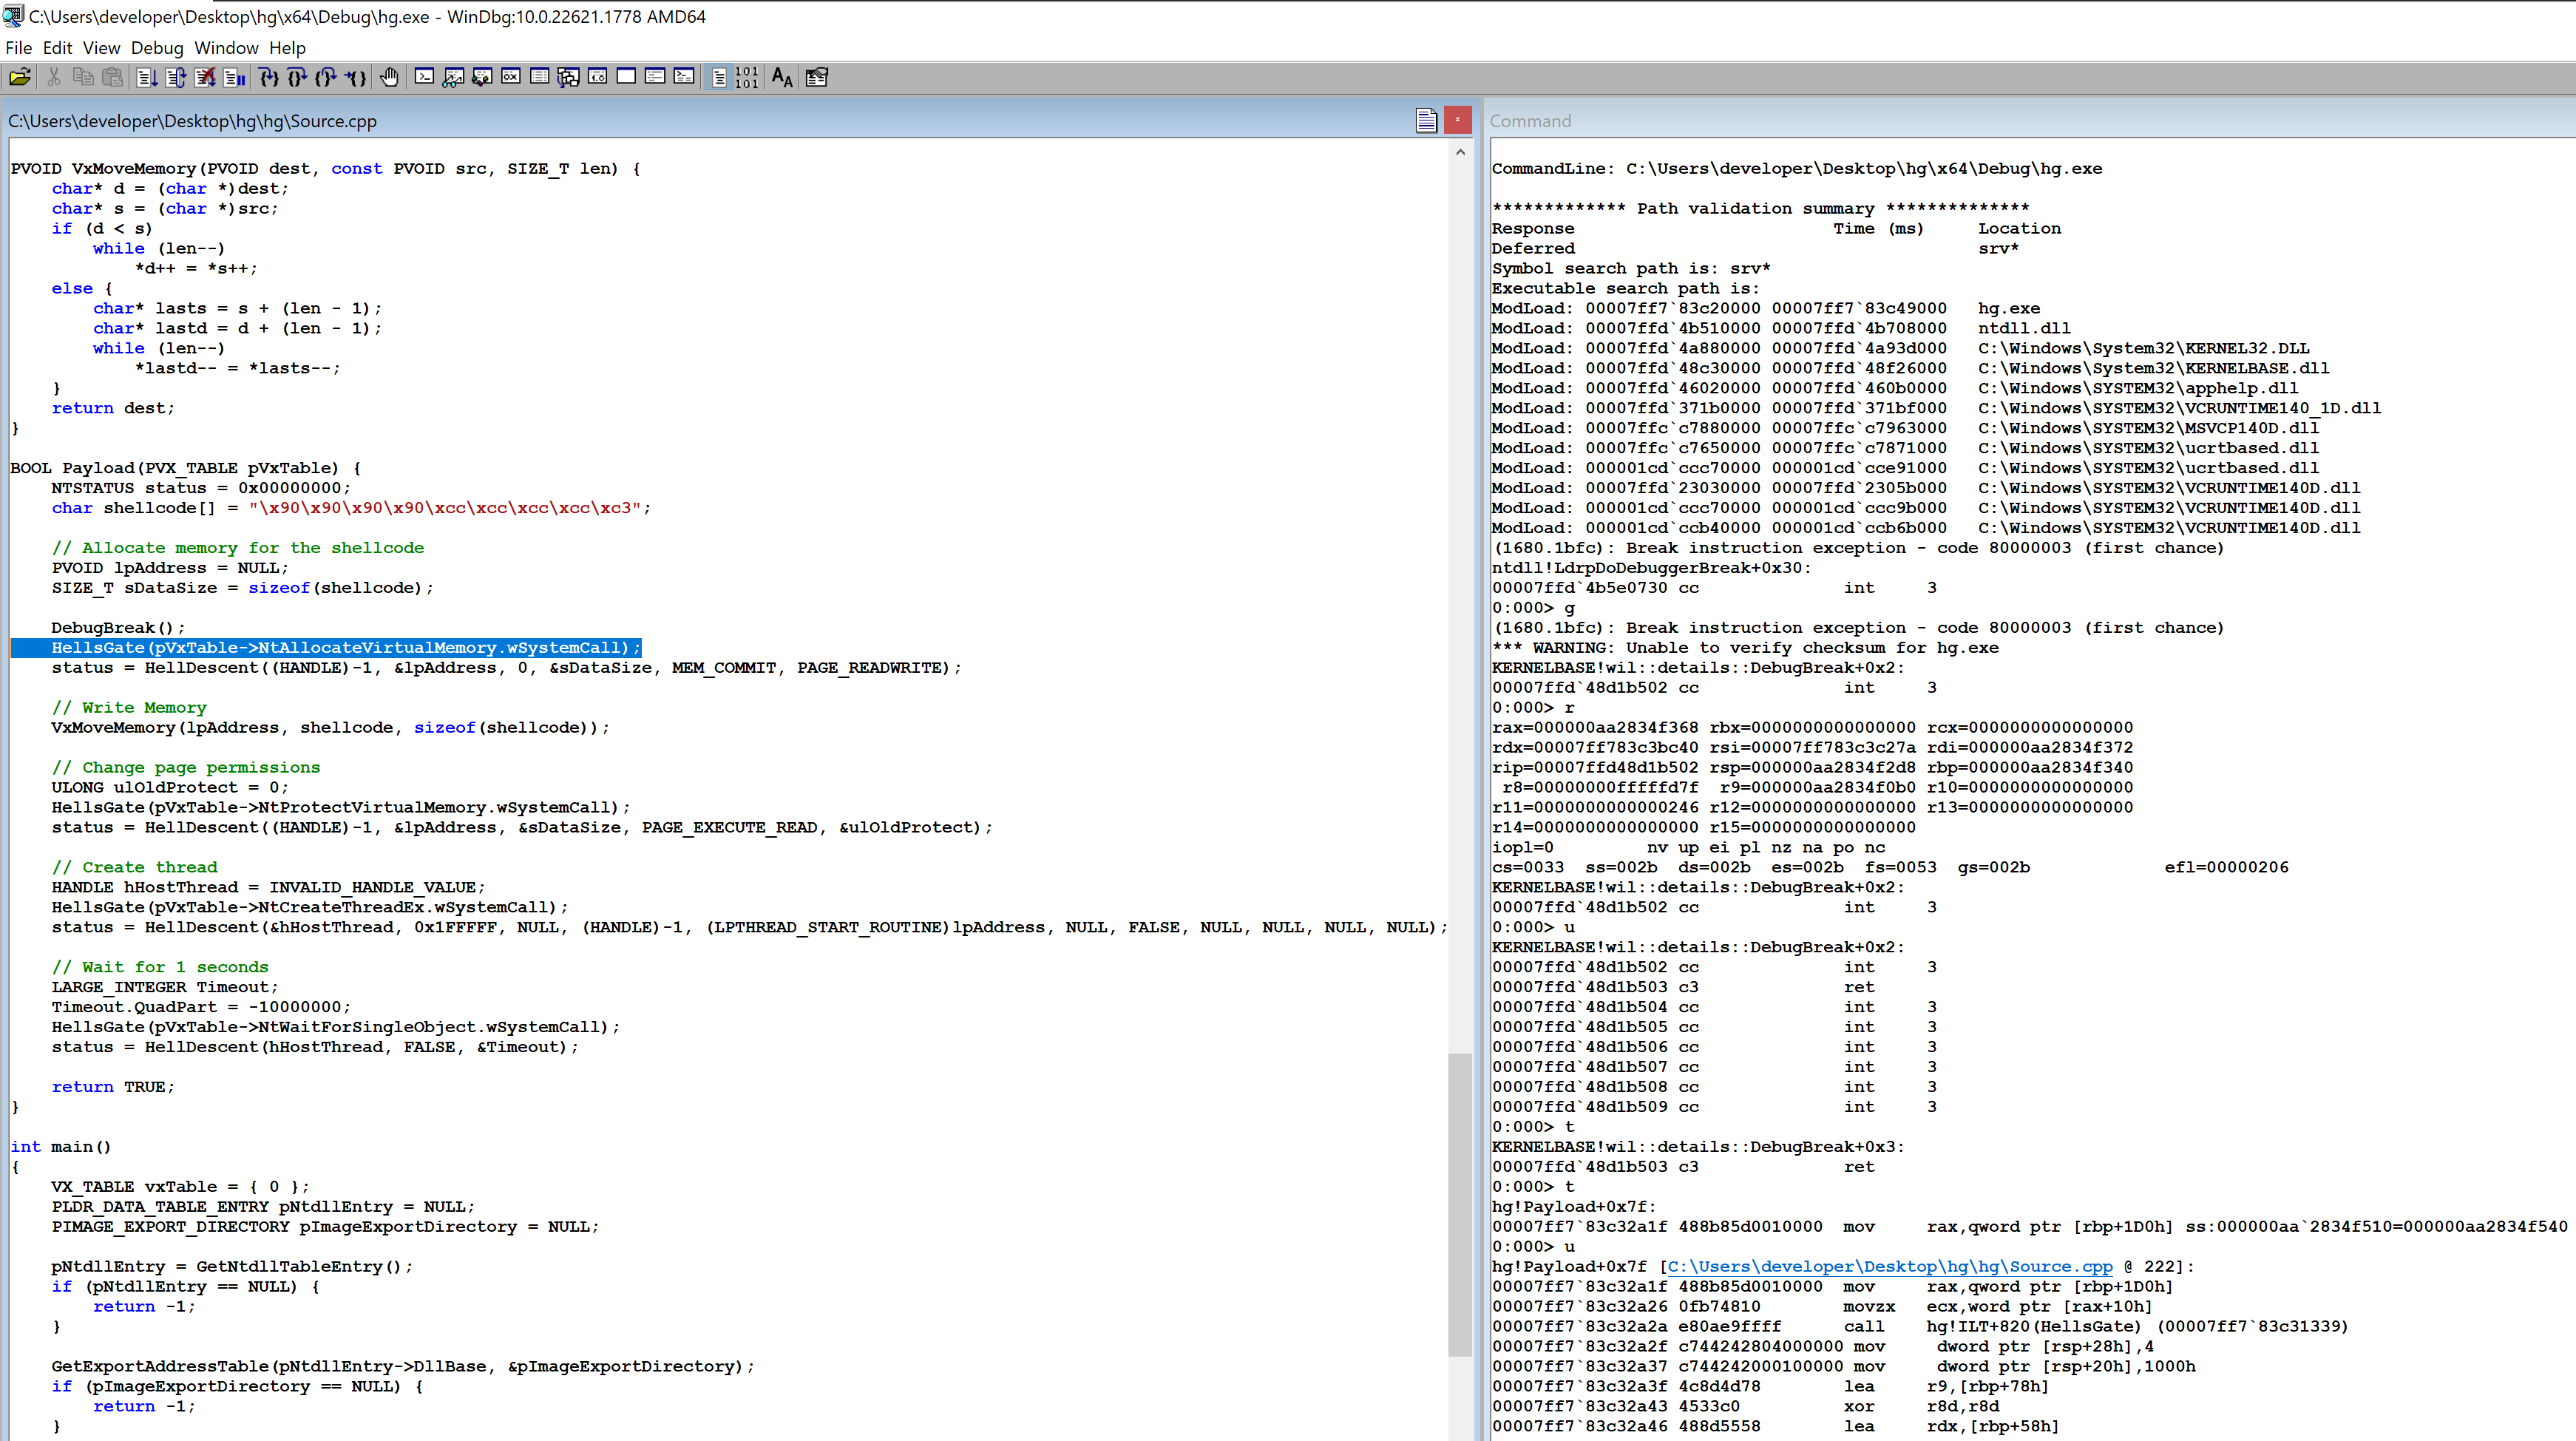 C:\Users\developer\Desktop\hg\x64\Debug\hg.exe - WinDbg:10.0.22621.1778 AMD64
File Edit View Debug Window Help
C:\Users\developer\Desktop\hg\hg\Source.cpp
PVOID VxMoveMemory(PVOID dest, const PVOID src, SIZE_T len) {
    char* d = (char *)dest;
    char* s = (char *)src;
    if (d < s)
        while (len--)
            *d++ = *s++;
    else {
        char* lasts = s + (len - 1);
        char* lastd = d + (len - 1);
        while (len--)
            *lastd-- = *lasts--;
    }
    return dest;
}
BOOL Payload(PVX_TABLE pVxTable) {
    NTSTATUS status = 0x00000000;
    char shellcode[] = "\x90\x90\x90\x90\xcc\xcc\xcc\xcc\xc3";
    // Allocate memory for the shellcode
    PVOID lpAddress = NULL;
    SIZE_T sDataSize = sizeof(shellcode);
    DebugBreak();
    HellsGate(pVxTable->NtAllocateVirtualMemory.wSystemCall);
    status = HellDescent((HANDLE)-1, &lpAddress, 0, &sDataSize, MEM_COMMIT, PAGE_READWRITE);
    // Write Memory
    VxMoveMemory(lpAddress, shellcode, sizeof(shellcode));
    // Change page permissions
    ULONG ulOldProtect = 0;
    HellsGate(pVxTable->NtProtectVirtualMemory.wSystemCall);
    status = HellDescent((HANDLE)-1, &lpAddress, &sDataSize, PAGE_EXECUTE_READ, &ulOldProtect);
    // Create thread
    HANDLE hHostThread = INVALID_HANDLE_VALUE;
    HellsGate(pVxTable->NtCreateThreadEx.wSystemCall);
    status = HellDescent(&hHostThread, 0x1FFFFF, NULL, (HANDLE)-1, (LPTHREAD_START_ROUTINE)lpAddress, NULL, FALSE, NULL, NULL, NULL, NULL);
    // Wait for 1 seconds
    LARGE_INTEGER Timeout;
    Timeout.QuadPart = -10000000;
    HellsGate(pVxTable->NtWaitForSingleObject.wSystemCall);
    status = HellDescent(hHostThread, FALSE, &Timeout);
    return TRUE;
}
int main()
{
    VX_TABLE vxTable = { 0 };
    PLDR_DATA_TABLE_ENTRY pNtdllEntry = NULL;
    PIMAGE_EXPORT_DIRECTORY pImageExportDirectory = NULL;
    pNtdllEntry = GetNtdllTableEntry();
    if (pNtdllEntry == NULL) {
        return -1;
    }
    GetExportAddressTable(pNtdllEntry->DllBase, &pImageExportDirectory);
    if (pImageExportDirectory == NULL) {
        return -1;
    }
Command
CommandLine: C:\Users\developer\Desktop\hg\x64\Debug\hg.exe
************* Path validation summary **************
Response                         Time (ms)     Location
Deferred                                       srv*
Symbol search path is: srv*
Executable search path is:
ModLoad: 00007ff7`83c20000 00007ff7`83c49000   hg.exe
ModLoad: 00007ffd`4b510000 00007ffd`4b708000   ntdll.dll
ModLoad: 00007ffd`4a880000 00007ffd`4a93d000   C:\Windows\System32\KERNEL32.DLL
ModLoad: 00007ffd`48c30000 00007ffd`48f26000   C:\Windows\System32\KERNELBASE.dll
ModLoad: 00007ffd`46020000 00007ffd`460b0000   C:\Windows\SYSTEM32\apphelp.dll
ModLoad: 00007ffd`371b0000 00007ffd`371bf000   C:\Windows\SYSTEM32\VCRUNTIME140_1D.dll
ModLoad: 00007ffc`c7880000 00007ffc`c7963000   C:\Windows\SYSTEM32\MSVCP140D.dll
ModLoad: 00007ffc`c7650000 00007ffc`c7871000   C:\Windows\SYSTEM32\ucrtbased.dll
ModLoad: 000001cd`ccc70000 000001cd`cce91000   C:\Windows\SYSTEM32\ucrtbased.dll
ModLoad: 00007ffd`23030000 00007ffd`2305b000   C:\Windows\SYSTEM32\VCRUNTIME140D.dll
ModLoad: 000001cd`ccc70000 000001cd`ccc9b000   C:\Windows\SYSTEM32\VCRUNTIME140D.dll
ModLoad: 000001cd`ccb40000 000001cd`ccb6b000   C:\Windows\SYSTEM32\VCRUNTIME140D.dll
(1680.1bfc): Break instruction exception - code 80000003 (first chance)
ntdll!LdrpDoDebuggerBreak+0x30:
00007ffd`4b5e0730 cc              int     3
0:000> g
(1680.1bfc): Break instruction exception - code 80000003 (first chance)
*** WARNING: Unable to verify checksum for hg.exe
KERNELBASE!wil::details::DebugBreak+0x2:
00007ffd`48d1b502 cc              int     3
0:000> r
rax=000000aa2834f368 rbx=0000000000000000 rcx=0000000000000000
rdx=00007ff783c3bc40 rsi=00007ff783c3c27a rdi=000000aa2834f372
rip=00007ffd48d1b502 rsp=000000aa2834f2d8 rbp=000000aa2834f340
 r8=00000000fffffd7f  r9=000000aa2834f0b0 r10=0000000000000000
r11=0000000000000246 r12=0000000000000000 r13=0000000000000000
r14=0000000000000000 r15=0000000000000000
iopl=0         nv up ei pl nz na po nc
cs=0033  ss=002b  ds=002b  es=002b  fs=0053  gs=002b             efl=00000206
KERNELBASE!wil::details::DebugBreak+0x2:
00007ffd`48d1b502 cc              int     3
0:000> u
KERNELBASE!wil::details::DebugBreak+0x2:
00007ffd`48d1b502 cc              int     3
00007ffd`48d1b503 c3              ret
00007ffd`48d1b504 cc              int     3
00007ffd`48d1b505 cc              int     3
00007ffd`48d1b506 cc              int     3
00007ffd`48d1b507 cc              int     3
00007ffd`48d1b508 cc              int     3
00007ffd`48d1b509 cc              int     3
0:000> t
KERNELBASE!wil::details::DebugBreak+0x3:
00007ffd`48d1b503 c3              ret
0:000> t
hg!Payload+0x7f:
00007ff7`83c32a1f 488b85d0010000  mov     rax,qword ptr [rbp+1D0h] ss:000000aa`2834f510=000000aa2834f540
0:000> u
hg!Payload+0x7f [C:\Users\developer\Desktop\hg\hg\Source.cpp @ 222]:
00007ff7`83c32a1f 488b85d0010000  mov     rax,qword ptr [rbp+1D0h]
00007ff7`83c32a26 0fb74810        movzx   ecx,word ptr [rax+10h]
00007ff7`83c32a2a e80ae9ffff      call    hg!ILT+820(HellsGate) (00007ff7`83c31339)
00007ff7`83c32a2f c744242804000000 mov     dword ptr [rsp+28h],4
00007ff7`83c32a37 c744242000100000 mov     dword ptr [rsp+20h],1000h
00007ff7`83c32a3f 4c8d4d78        lea     r9,[rbp+78h]
00007ff7`83c32a43 4533c0          xor     r8d,r8d
00007ff7`83c32a46 488d5558        lea     rdx,[rbp+58h]